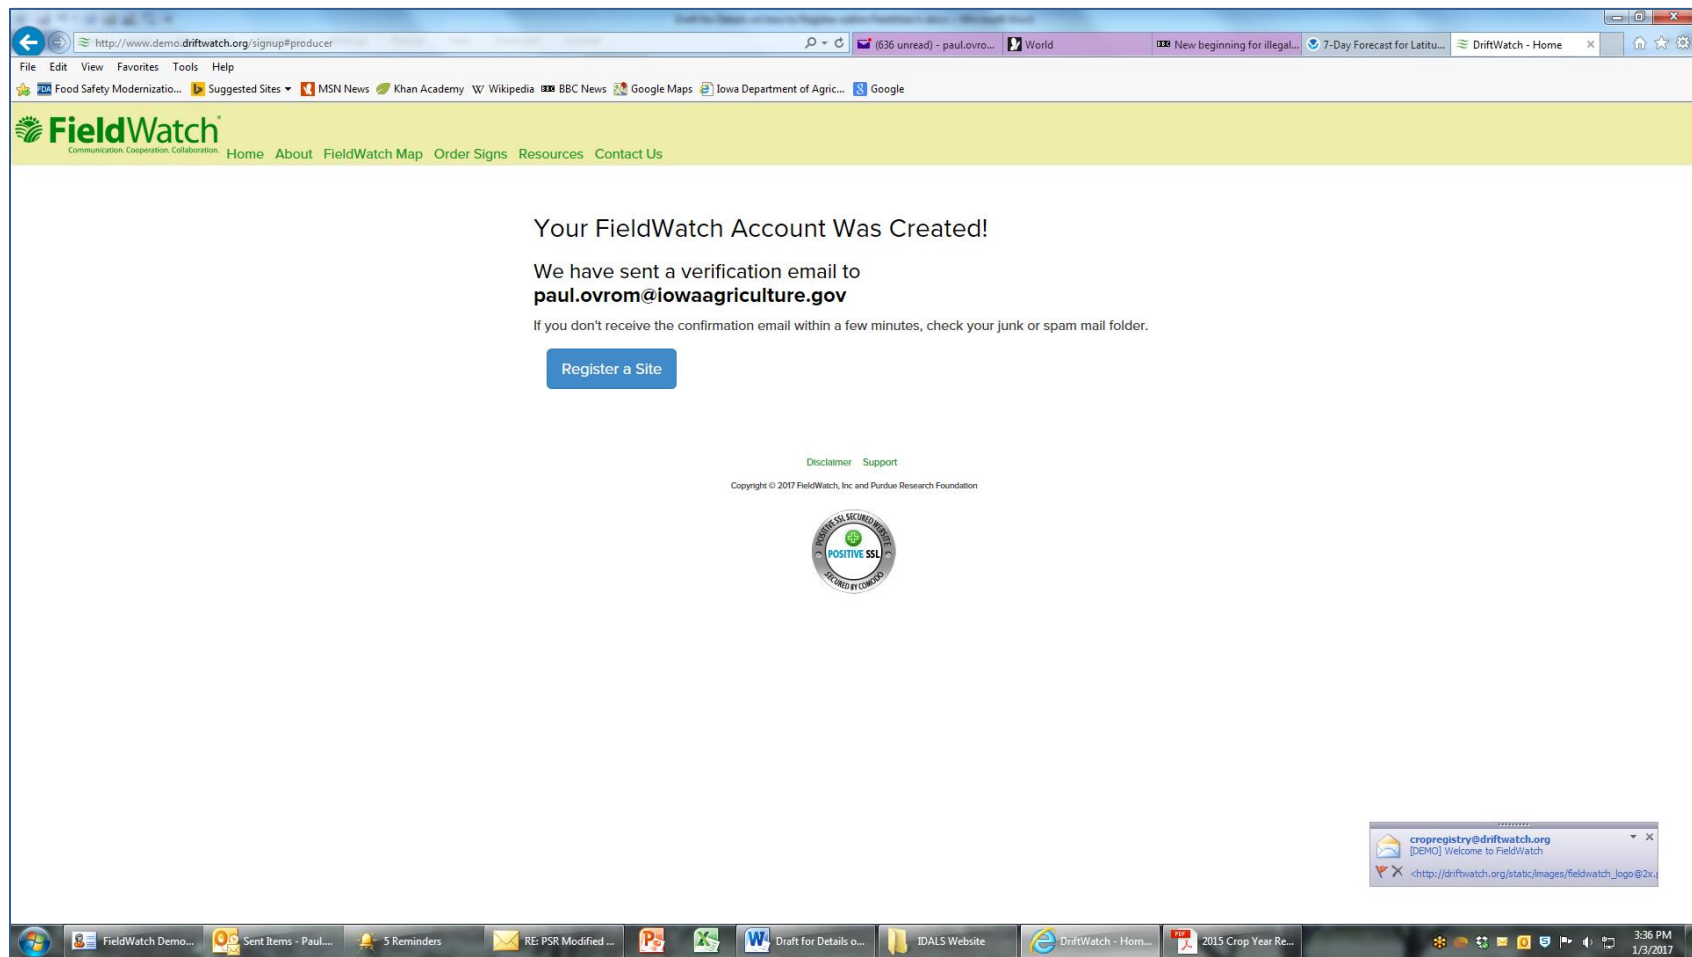 http://www.demo.driftwatch.org/signup#producer
(636 unread) - paul.ovro...
World
New beginning for illegal...
7-Day Forecast for Latitu...
DriftWatch - Home
File Edit View Favorites Tools Help
Food Safety Modernizatio... Suggested Sites MSN News Khan Academy Wikipedia BBC News Google Maps Iowa Department of Agric... Google
FieldWatch
Communication. Cooperation. Collaboration.
Home About FieldWatch Map Order Signs Resources Contact Us
Your FieldWatch Account Was Created!
We have sent a verification email to
paul.ovrom@iowaagriculture.gov
If you don't receive the confirmation email within a few minutes, check your junk or spam mail folder.
Register a Site
Disclaimer Support
Copyright © 2017 FieldWatch, Inc and Purdue Research Foundation
POSITIVE SSL SECURED WEBSITE
POSITIVE SSL
SECURED BY COMODO
cropregistry@driftwatch.org
[DEMO] Welcome to FieldWatch
<http://driftwatch.org/static/images/fieldwatch_logo@2x.
FieldWatch Demo...
Sent Items - Paul....
5 Reminders
RE: PSR Modified ...
Draft for Details o...
IDALS Website
DriftWatch - Hom...
2015 Crop Year Re...
3:36 PM
1/3/2017